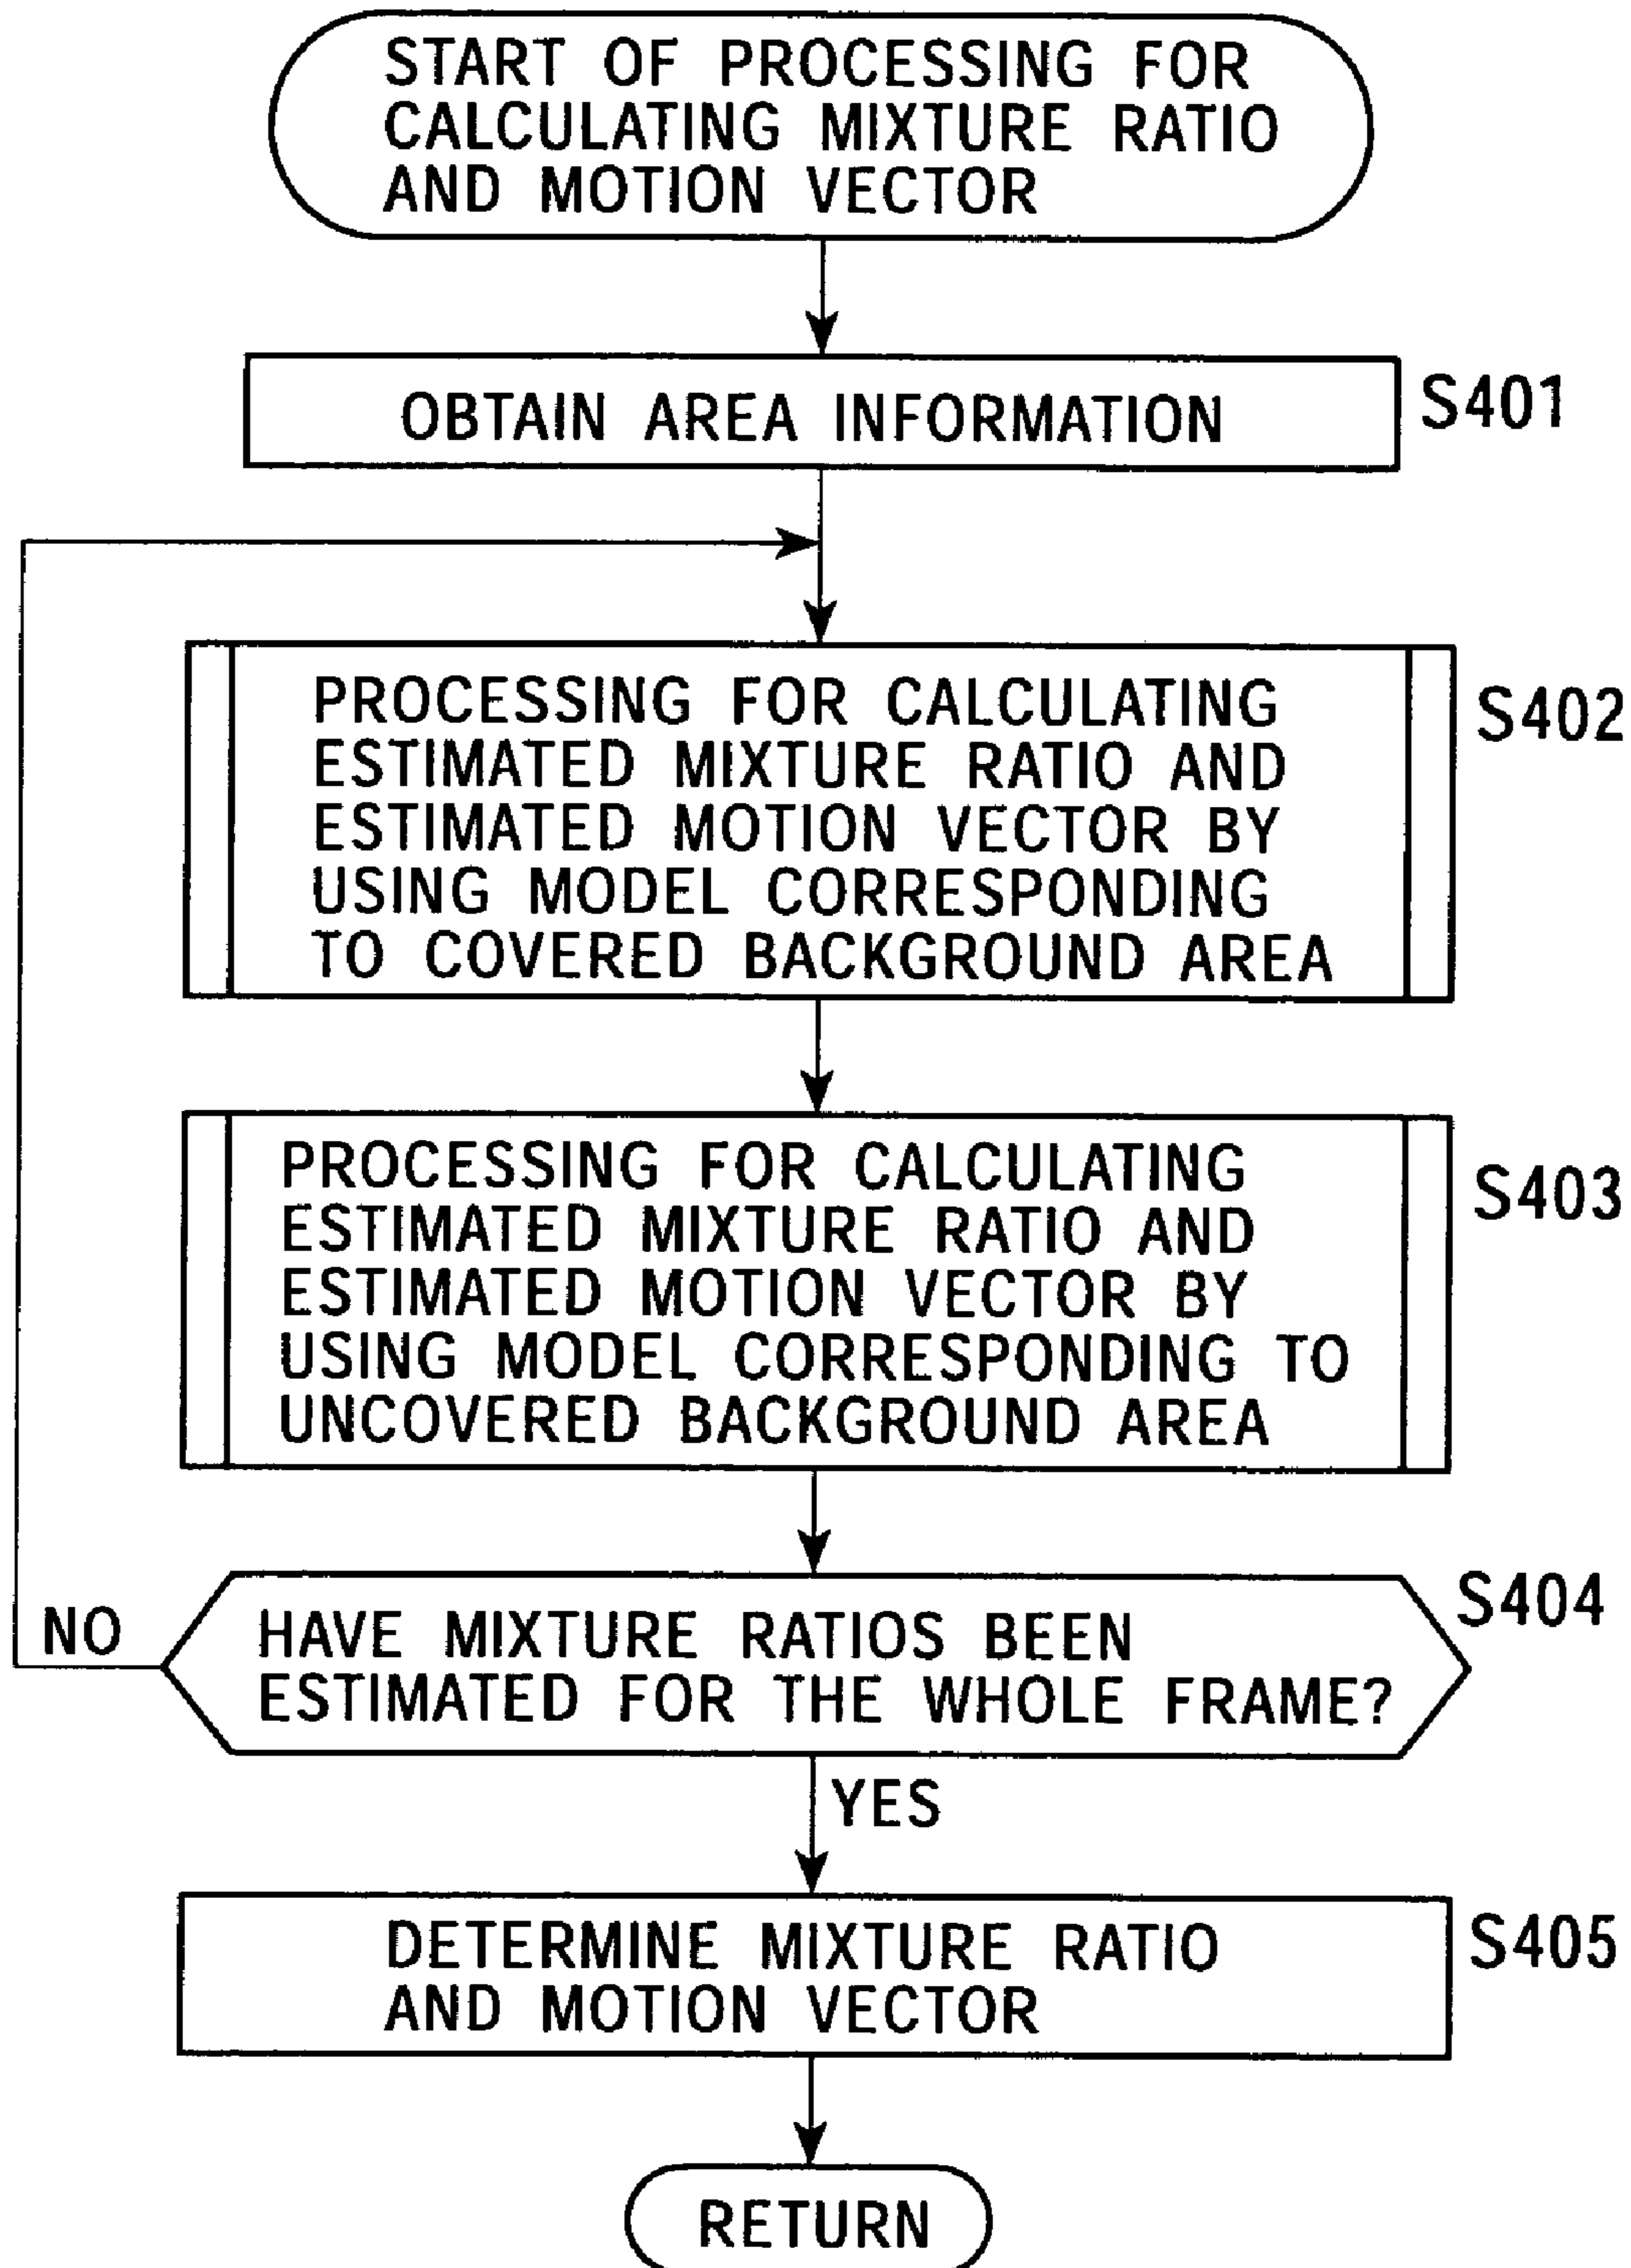 START OF PROCESSING FOR
CALCULATING MIXTURE RATIO
AND MOTION VECTOR
OBTAIN AREA INFORMATION
S401
PROCESSING FOR CALCULATING
ESTIMATED MIXTURE RATIO AND
ESTIMATED MOTION VECTOR BY
USING MODEL CORRESPONDING
TO COVERED BACKGROUND AREA
S402
PROCESSING FOR CALCULATING
ESTIMATED MIXTURE RATIO AND
ESTIMATED MOTION VECTOR BY
USING MODEL CORRESPONDING TO
UNCOVERED BACKGROUND AREA
S403
HAVE MIXTURE RATIOS BEEN
ESTIMATED FOR THE WHOLE FRAME?
S404
NO
YES
DETERMINE MIXTURE RATIO
AND MOTION VECTOR
S405
RETURN